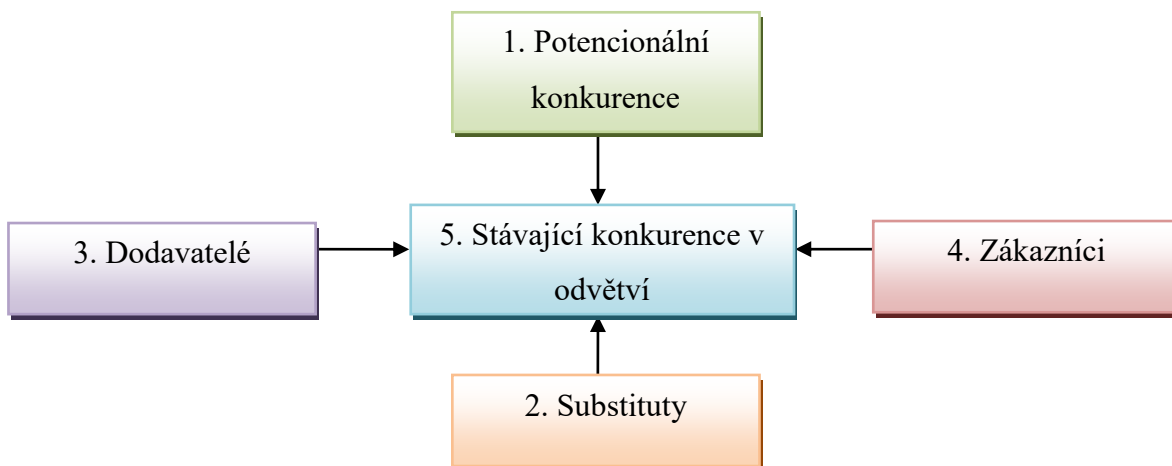 1. Potencionální
konkurence
3. Dodavatelé
5. Stávající konkurence v
odvětví
4. Zákazníci
2. Substituty